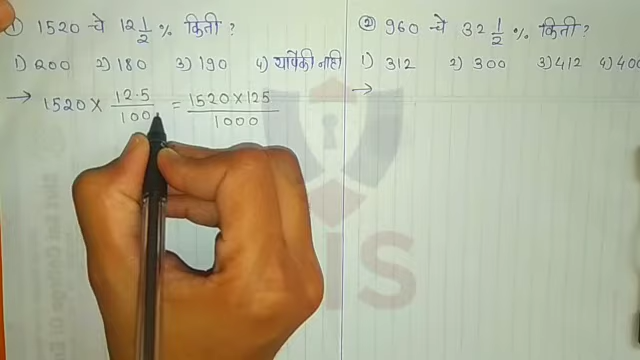 ① 1520 चे 12 1/2 % किती ?
1) 200 2) 180 3) 190 4) यापैकी नाही
→ 1520 × 12.5/100 = 1520×125/1000
② 960 चे 32 1/2 % किती ?
1) 312 2) 300 3) 412 4) 400
→
IS